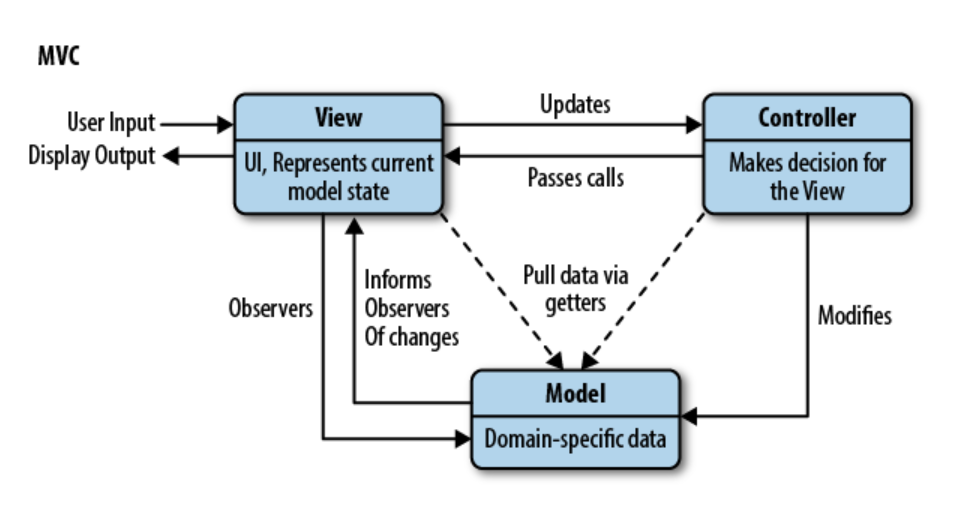 MVC
User Input
Display Output
View
UI, Represents current
model state
Updates
Passes calls
Controller
Makes decision for
the View
Observers
Informs
Observers
Of changes
Pull data via
getters
Modifies
Model
Domain-specific data